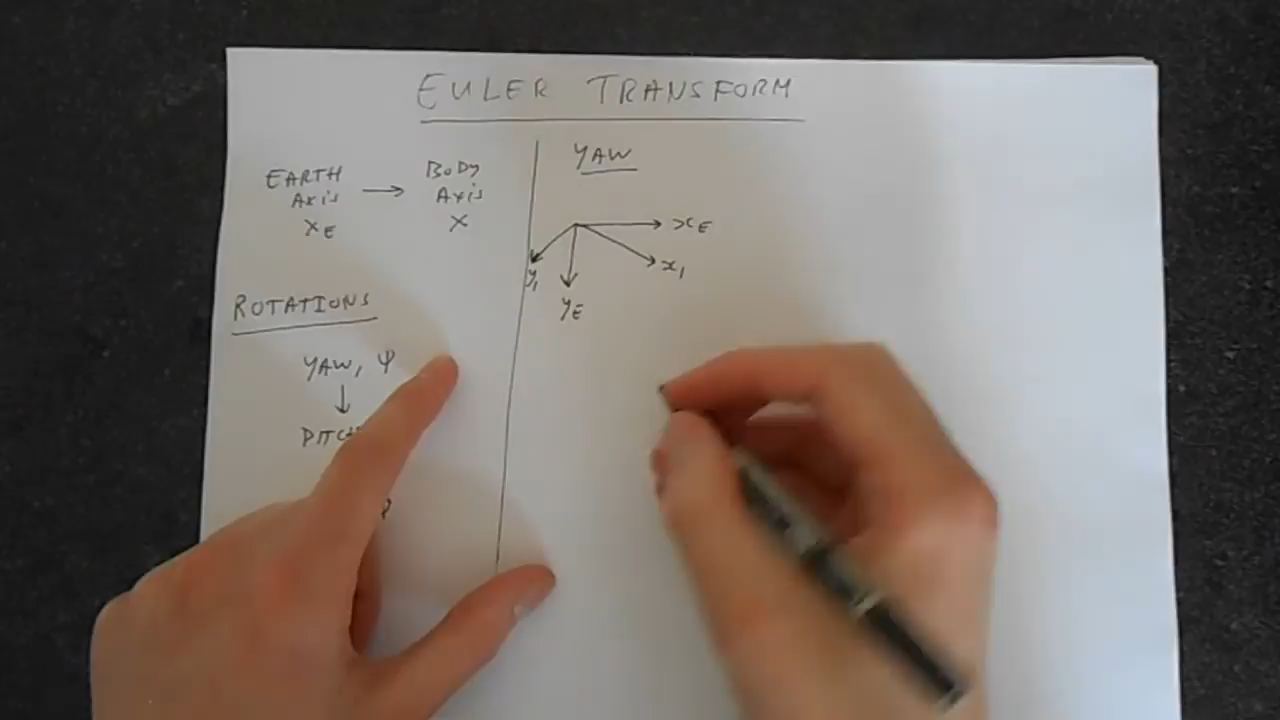 EULER TRANSFORM
EARTH
Axis
XE
→
BODY
Axis
X
ROTATIONS
YAW, Ψ
↓
YAW
xE
x1
y1
yE